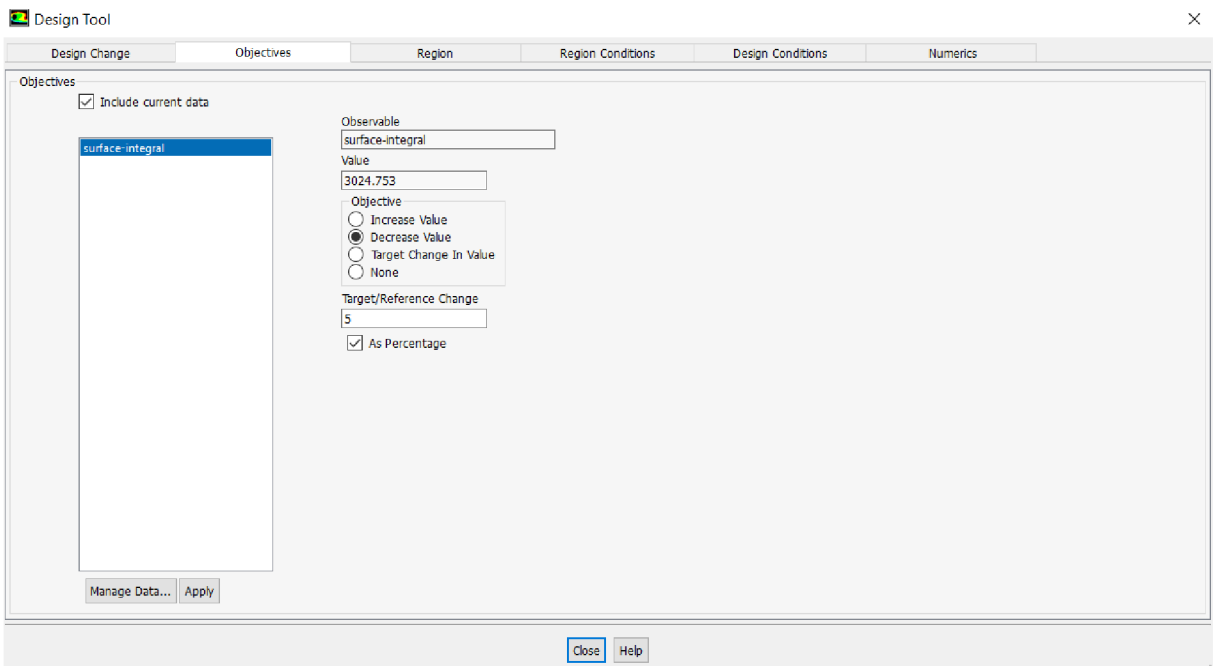 Design Tool
Design Change Objectives Region Region Conditions Design Conditions Numerics
Objectives
Include current data
surface-integral
Observable
surface-integral
Value
3024.753
Objective
Increase Value
Decrease Value
Target Change In Value
None
Target/Reference Change
5
As Percentage
Manage Data... Apply
Close Help